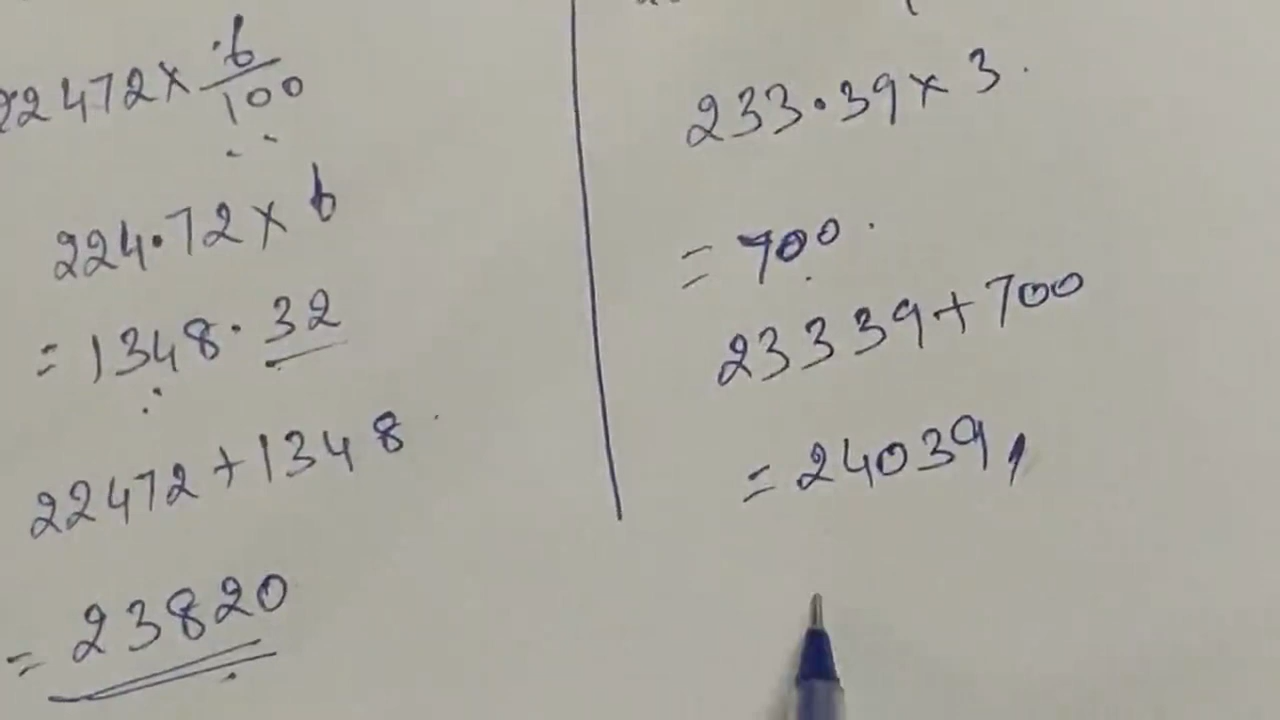 22472 × 6/100
224.72 × 6
= 1348.32
22472 + 1348
= 23820
233.39 × 3
= 700
23339 + 700
= 24039,